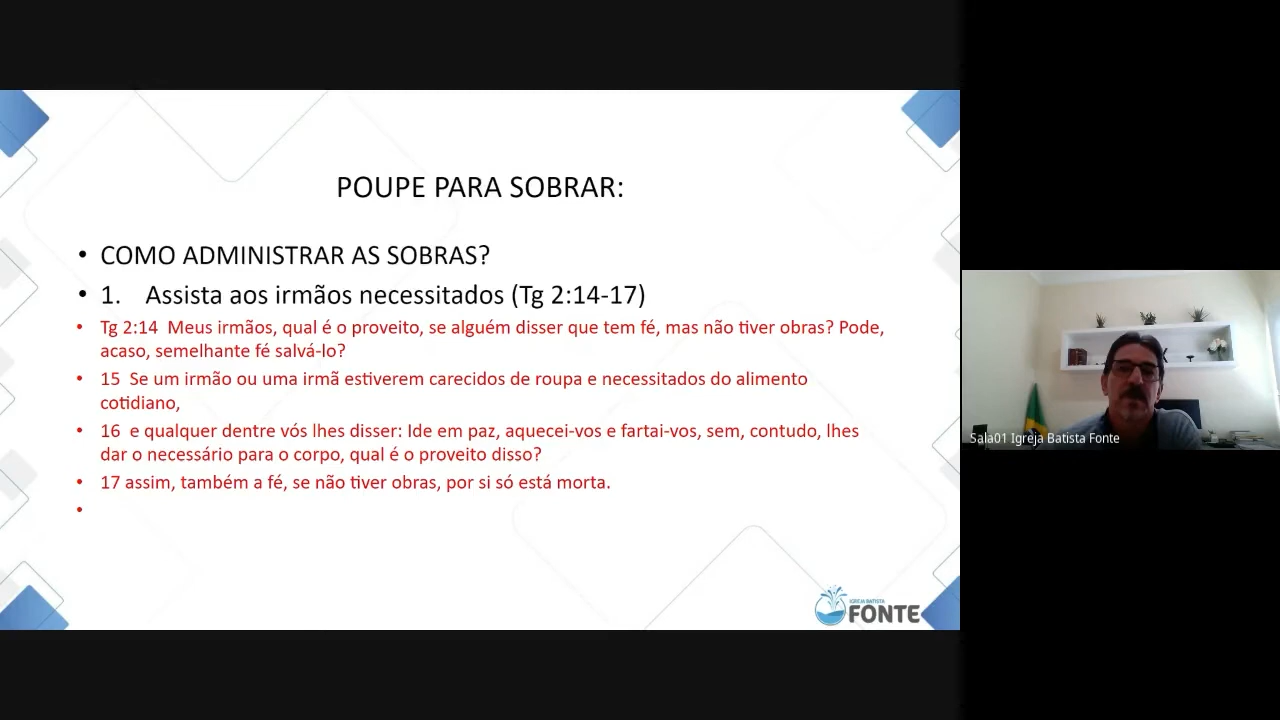 POUPE PARA SOBRAR:
• COMO ADMINISTRAR AS SOBRAS?
• 1. Assista aos irmãos necessitados (Tg 2:14-17)
• Tg 2:14 Meus irmãos, qual é o proveito, se alguém disser que tem fé, mas não tiver obras? Pode,
acaso, semelhante fé salvá-lo?
• 15 Se um irmão ou uma irmã estiverem carecidos de roupa e necessitados do alimento
cotidiano,
• 16 e qualquer dentre vós lhes disser: Ide em paz, aquecei-vos e fartai-vos, sem, contudo, lhes
dar o necessário para o corpo, qual é o proveito disso?
• 17 assim, também a fé, se não tiver obras, por si só está morta.
•
IGREJA BATISTA
FONTE
Sala01 Igreja Batista Fonte